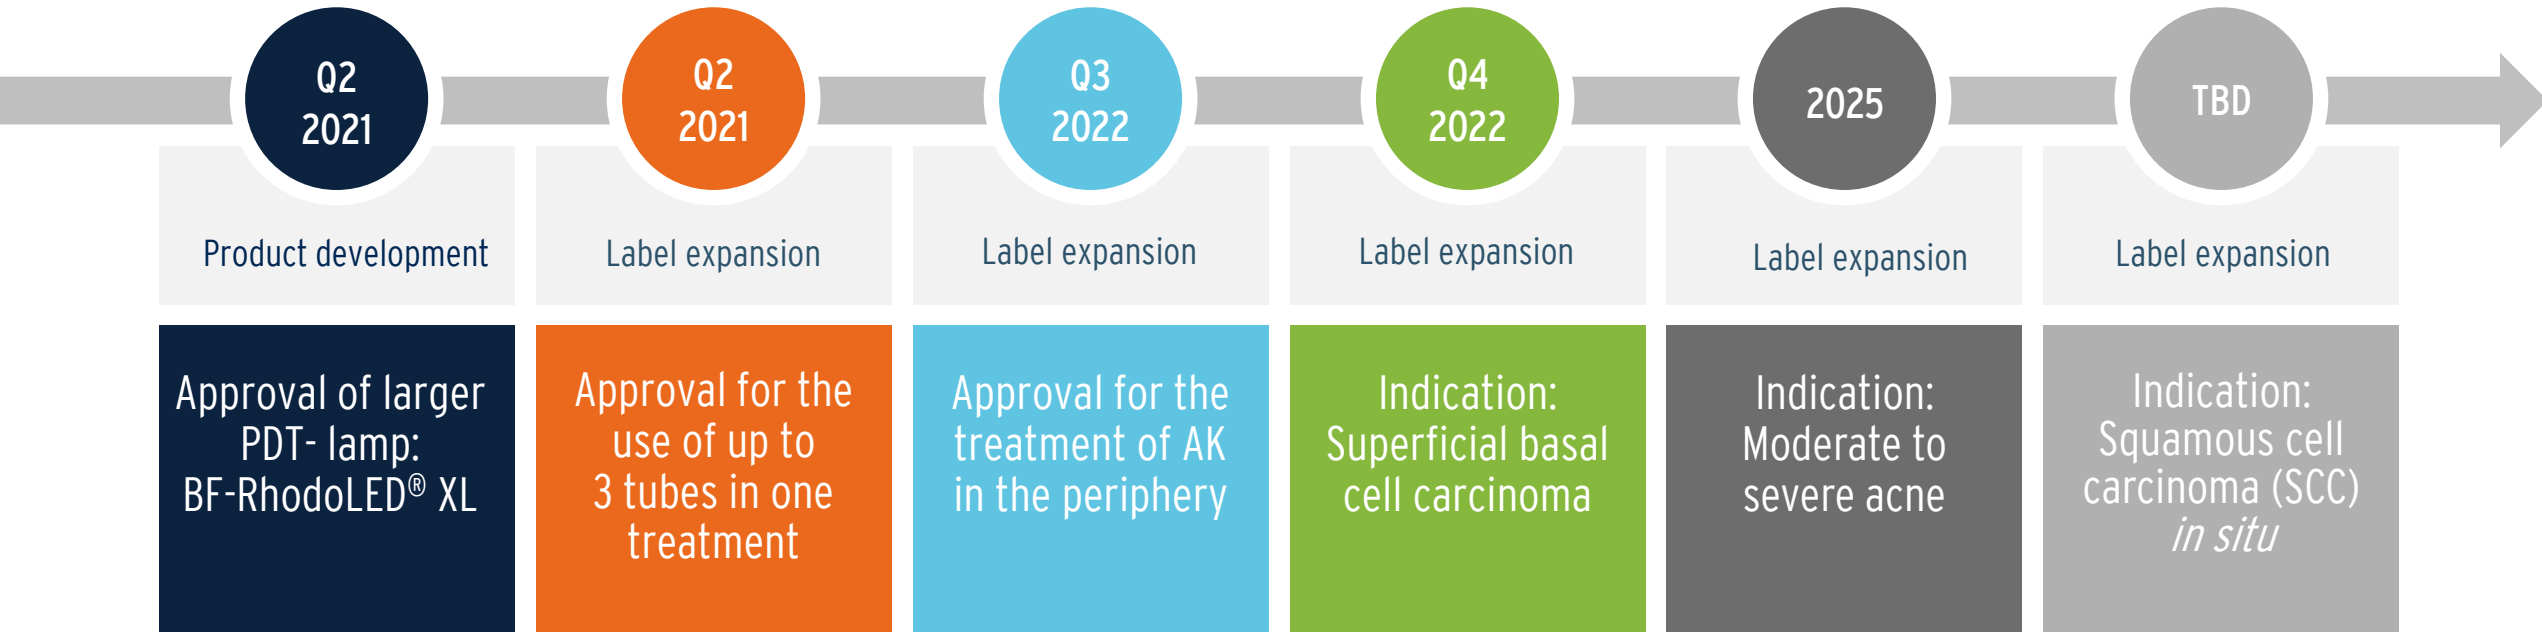 Q2
2021
Product development
Approval of larger
PDT- lamp:
BF-RhodoLED® XL
Q2
2021
Label expansion
Approval for the
use of up to
3 tubes in one
treatment
Q3
2022
Label expansion
Approval for the
treatment of AK
in the periphery
Q4
2022
Label expansion
Indication:
Superficial basal
cell carcinoma
2025
Label expansion
Indication:
Moderate to
severe acne
TBD
Label expansion
Indication:
Squamous cell
carcinoma (SCC)
in situ